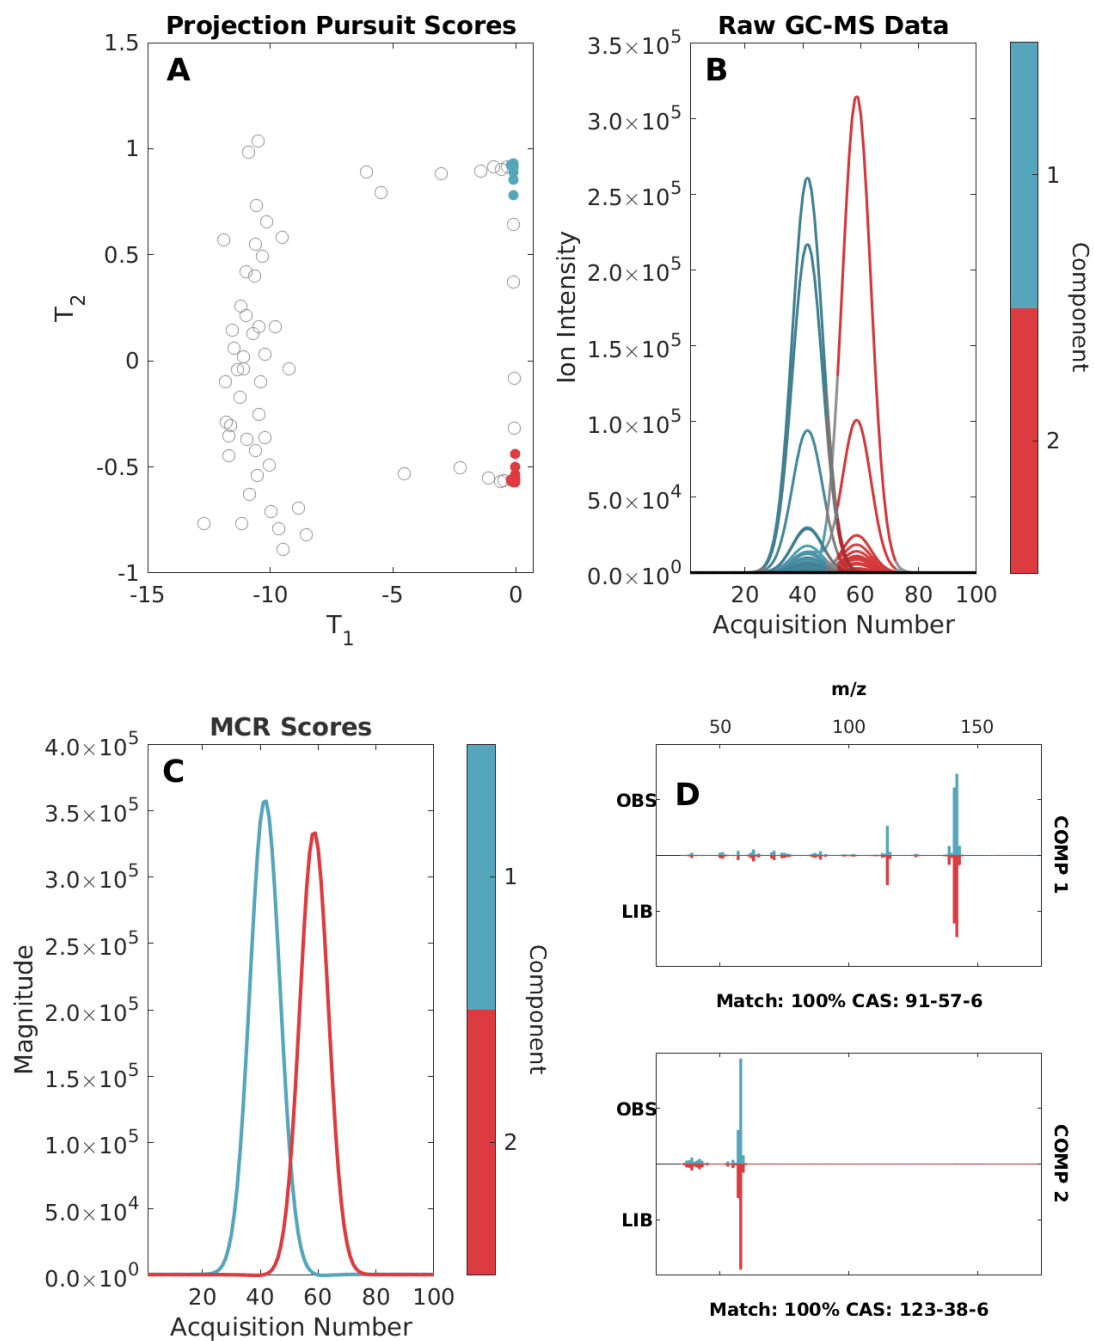 Projection Pursuit Scores
A
1.5
1
0.5
0
-0.5
-1
T2
-15 -10 -5 0
T1
Raw GC-MS Data
B
3.5×10^5
3.0×10^5
2.5×10^5
2.0×10^5
1.5×10^5
1.0×10^5
5.0×10^4
0.0×10^0
Ion Intensity
20 40 60 80 100
Acquisition Number
1
2
Component
MCR Scores
C
4.0×10^5
3.5×10^5
3.0×10^5
2.5×10^5
2.0×10^5
1.5×10^5
1.0×10^5
5.0×10^4
0.0×10^0
Magnitude
20 40 60 80 100
Acquisition Number
1
2
Component
m/z
50 100 150
D
OBS
LIB
COMP 1
Match: 100% CAS: 91-57-6
OBS
LIB
COMP 2
Match: 100% CAS: 123-38-6